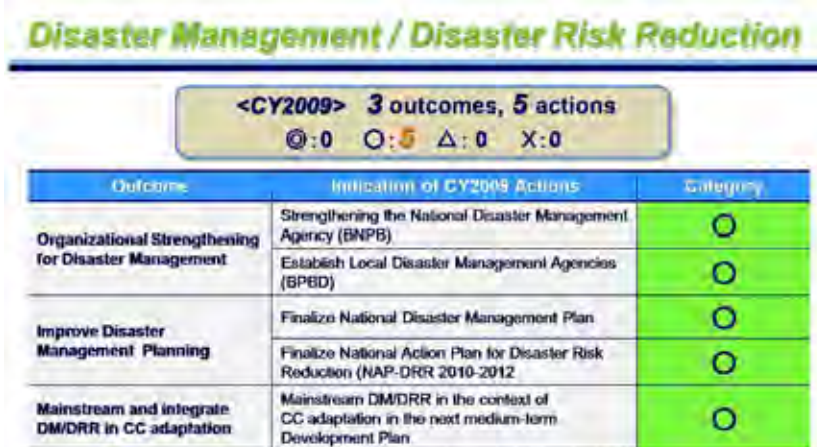 Disaster Management / Disaster Risk Reduction
<CY2009> 3 outcomes, 5 actions
◎:0 ○:5 △:0 X:0
Outcome
Indication of CY2009 Actions
Category
Organizational Strengthening
for Disaster Management
Strengthening the National Disaster Management
Agency (BNPB)
○
Establish Local Disaster Management Agencies
(BPBD)
○
Improve Disaster
Management Planning
Finalize National Disaster Management Plan
○
Finalize National Action Plan for Disaster Risk
Reduction (NAP-DRR 2010-2012
○
Mainstream and integrate
DM/DRR in CC adaptation
Mainstream DM/DRR in the context of
CC adaptation in the next medium-term
Development Plan
○